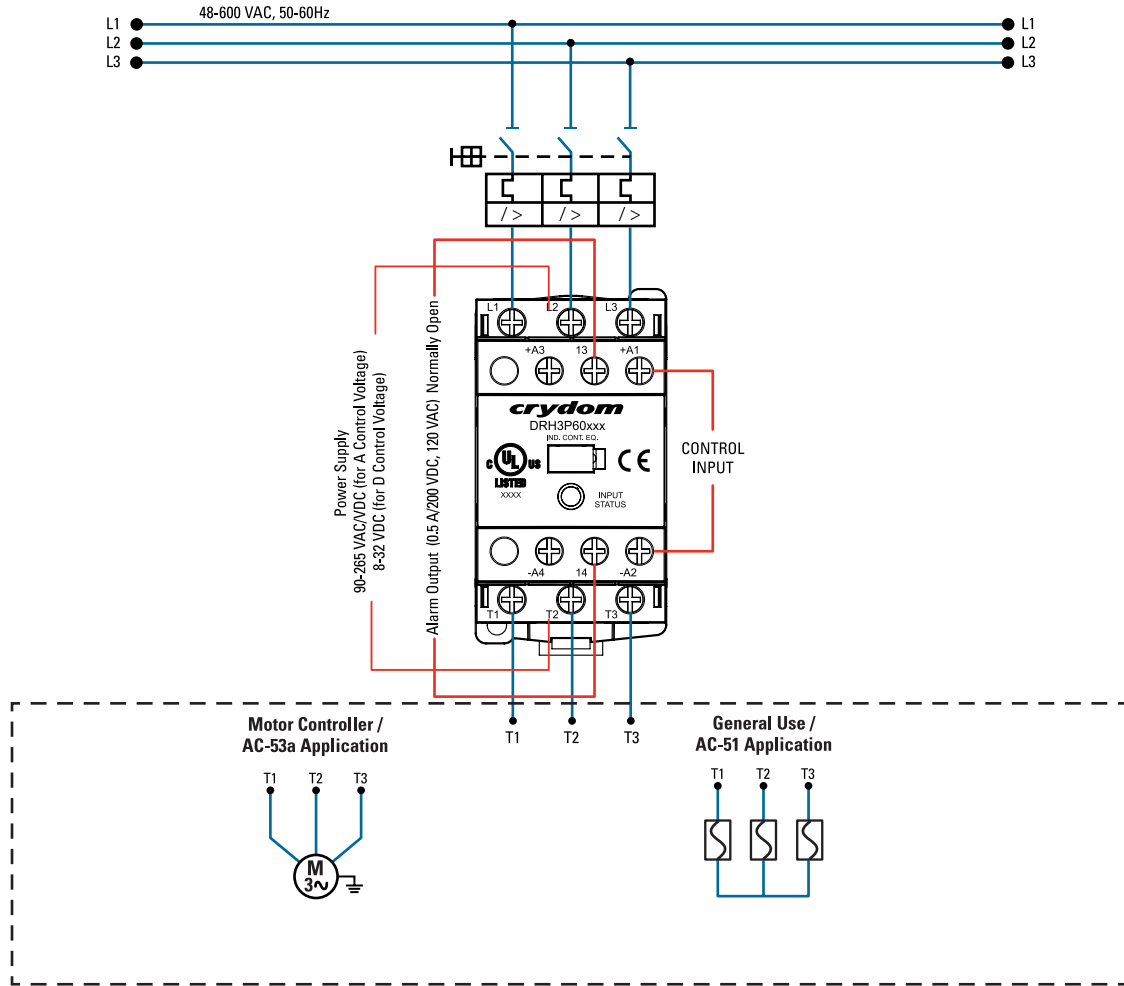 48-600 VAC, 50-60Hz
L1
L1
L2
L2
L3
L3
/ >
/ >
/ >
L1
L2
L3
+A3
13
+A1
Power Supply
90-265 VAC/VDC (for A Control Voltage)
8-32 VDC (for D Control Voltage)
Alarm Output (0.5 A/200 VDC, 120 VAC) Normally Open
crydom
DRH3P60xxx
IND. CONT. EQ.
C UL US
LISTED
XXXX
CE
INPUT
STATUS
CONTROL
INPUT
-A4
14
-A2
T1
T2
T3
T1
T2
T3
Motor Controller /
AC-53a Application
T1
T2
T3
M
3~
General Use /
AC-51 Application
T1
T2
T3